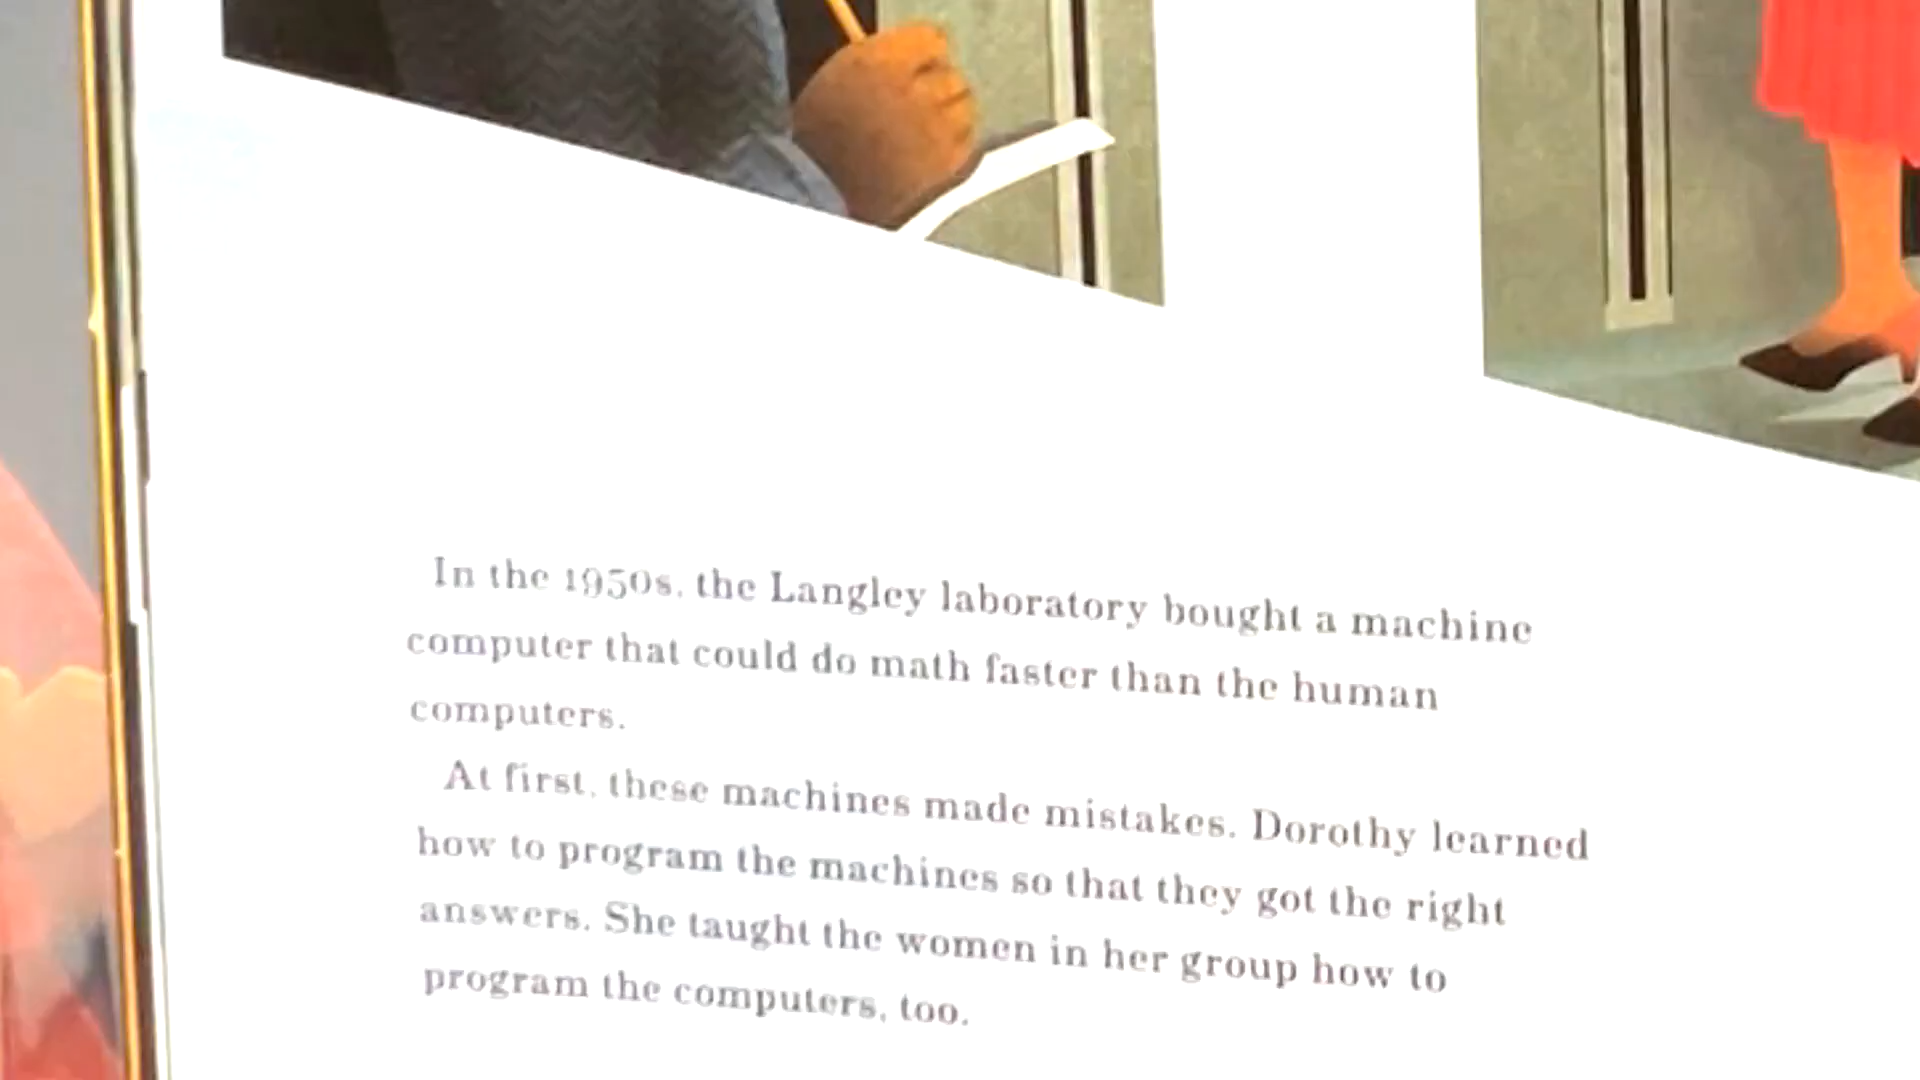 In the 1950s, the Langley laboratory bought a machine
computer that could do math faster than the human
computers.
At first, these machines made mistakes. Dorothy learned
how to program the machines so that they got the right
answers. She taught the women in her group how to
program the computers, too.